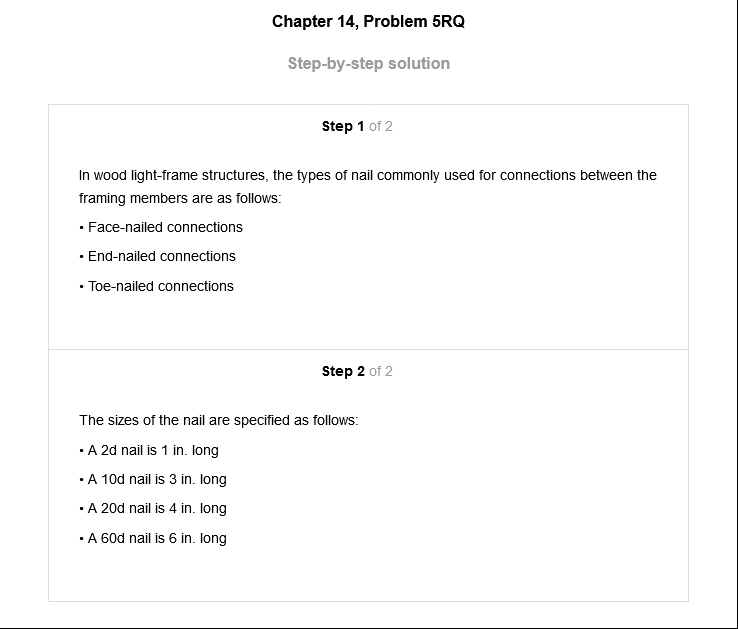 Chapter 14, Problem 5RQ
Step-by-step solution
Step 1 of 2
In wood light-frame structures, the types of nail commonly used for connections between the
framing members are as follows:
• Face-nailed connections
• End-nailed connections
• Toe-nailed connections
Step 2 of 2
The sizes of the nail are specified as follows:
• A 2d nail is 1 in. long
• A 10d nail is 3 in. long
• A 20d nail is 4 in. long
• A 60d nail is 6 in. long